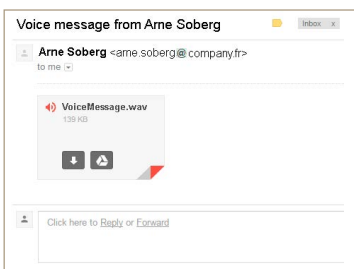 Voice message from Arne Soberg
Inbox x
Arne Soberg <arne.soberg@company.fr>
to me
VoiceMessage.wav
139 KB
Click here to Reply or Forward